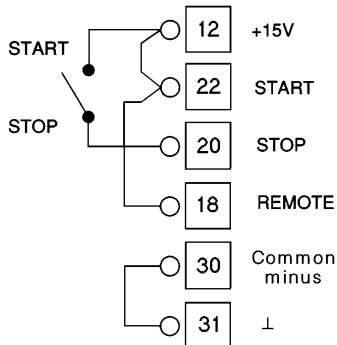 12 +15V
START
22 START
STOP
20 STOP
18 REMOTE
30 Common
minus
31 ⊥